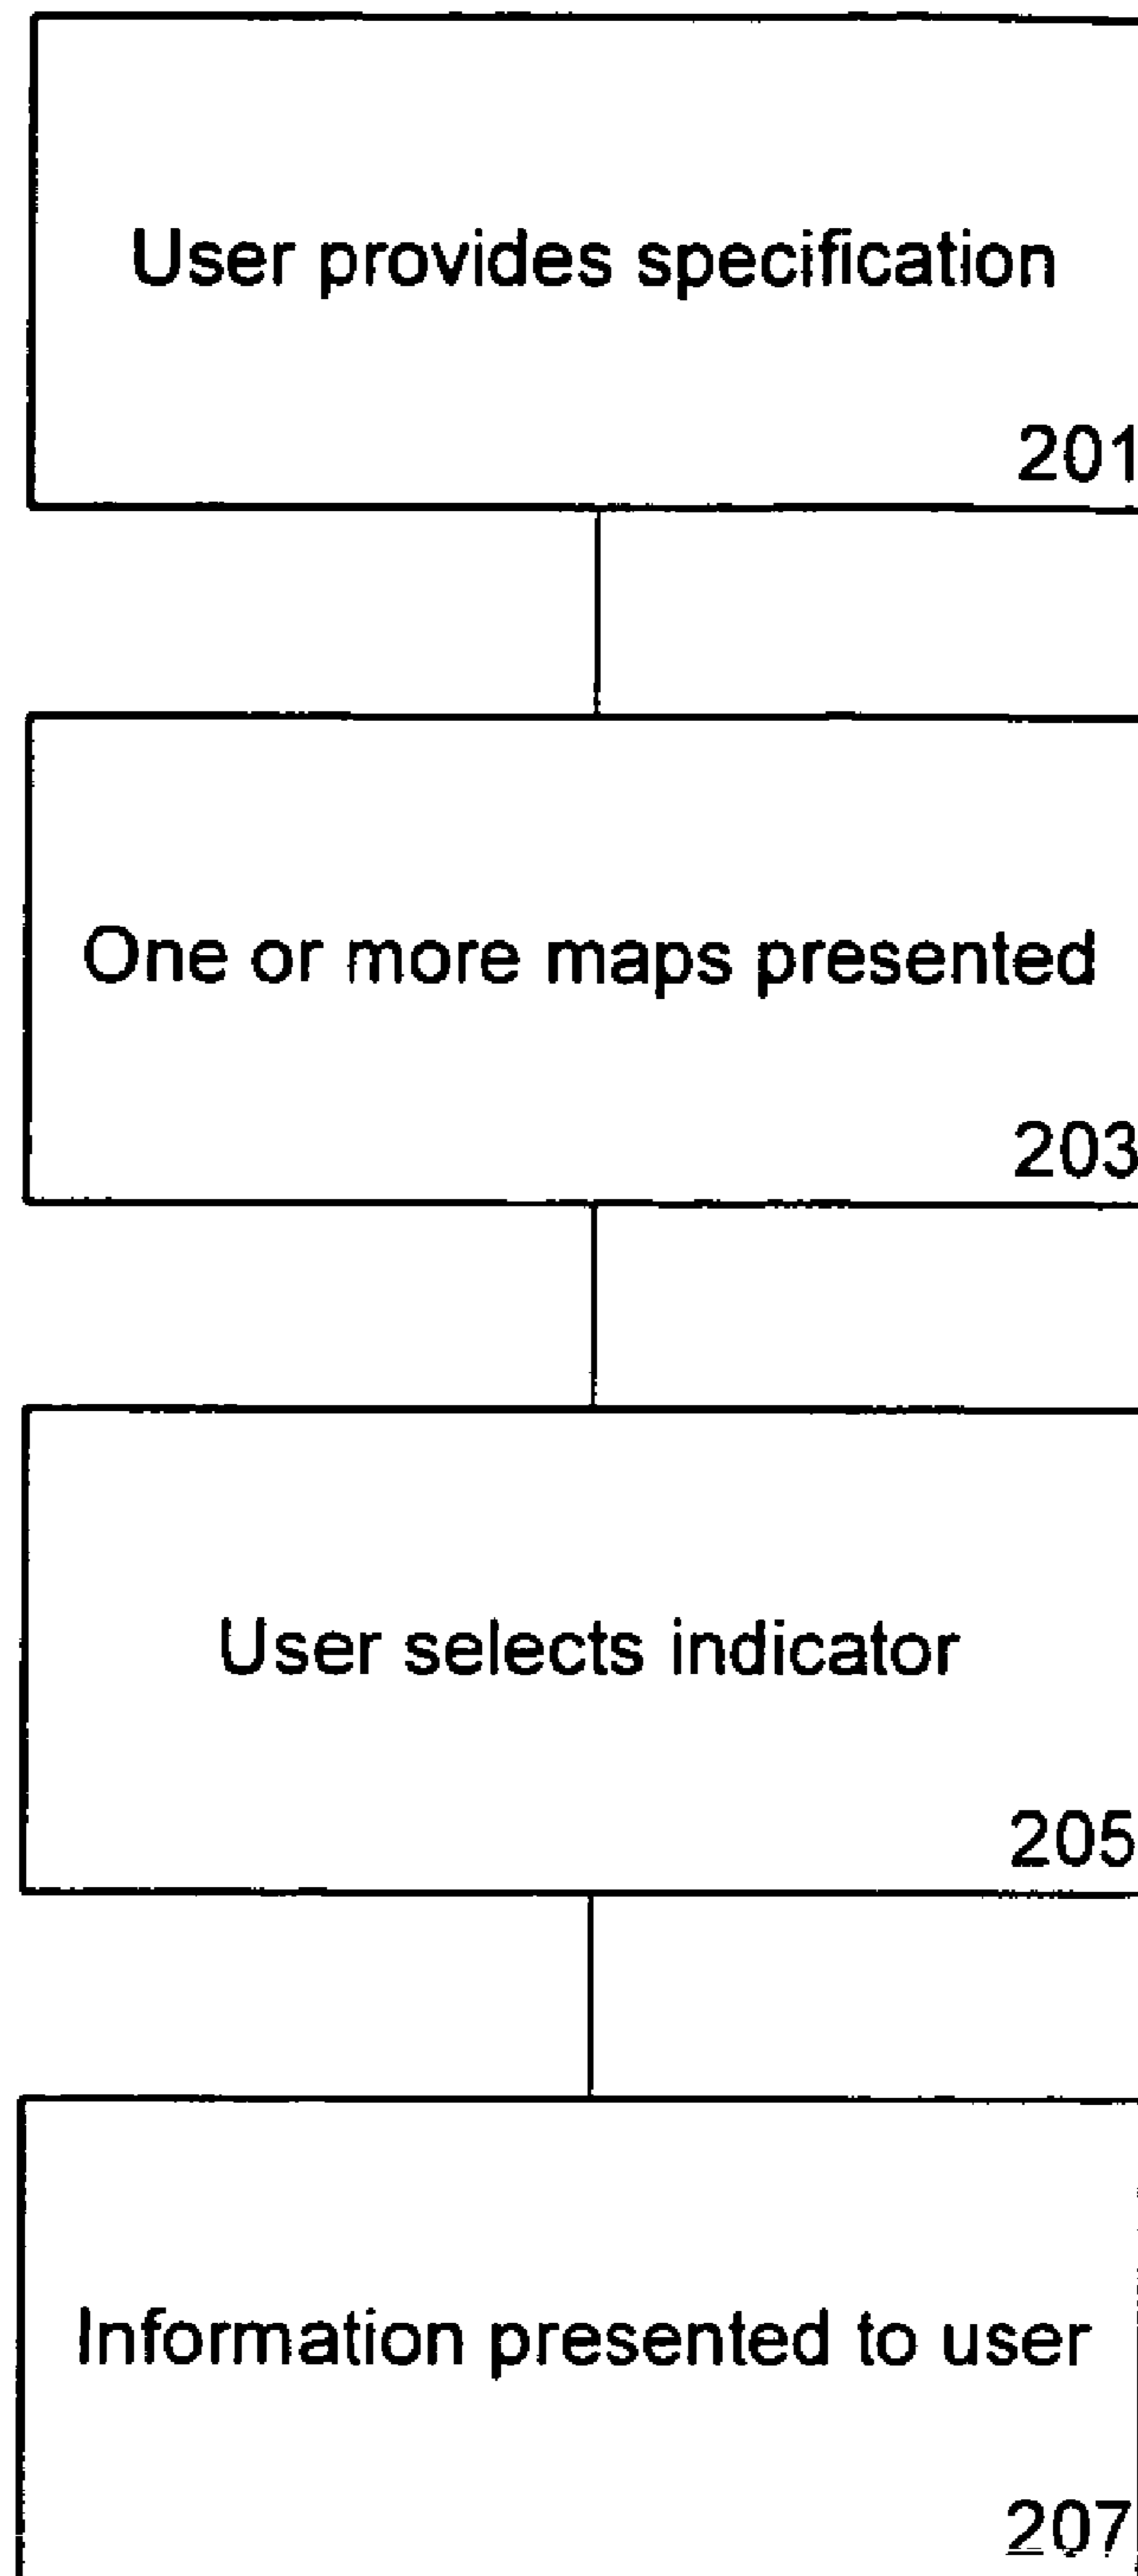 User provides specification
201
One or more maps presented
203
User selects indicator
205
Information presented to user
207